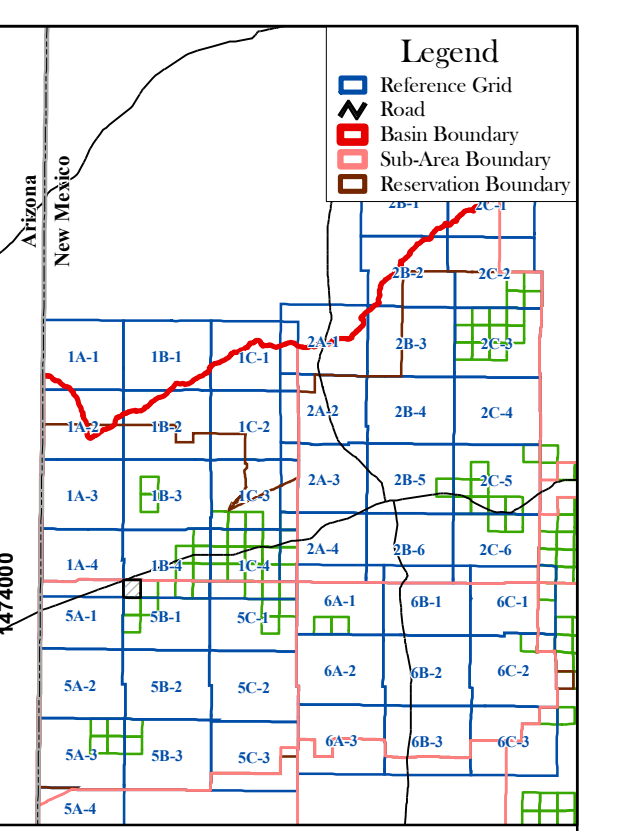 Legend
Reference Grid
Road
Basin Boundary
Sub-Area Boundary
Reservation Boundary
Arizona
New Mexico
1474000
2B-1
2C-1
2B-2
2C-2
2A-1
2B-3
2C-3
1A-1
1B-1
1C-1
2A-2
2B-4
2C-4
1A-2
1B-2
1C-2
2A-3
2B-5
2C-5
1A-3
1B-3
1C-3
2A-4
2B-6
2C-6
1A-4
1B-4
1C-4
6A-1
6B-1
6C-1
5A-1
5B-1
5C-1
6A-2
6B-2
6C-2
5A-2
5B-2
5C-2
6A-3
6B-3
6C-3
5A-3
5B-3
5C-3
5A-4